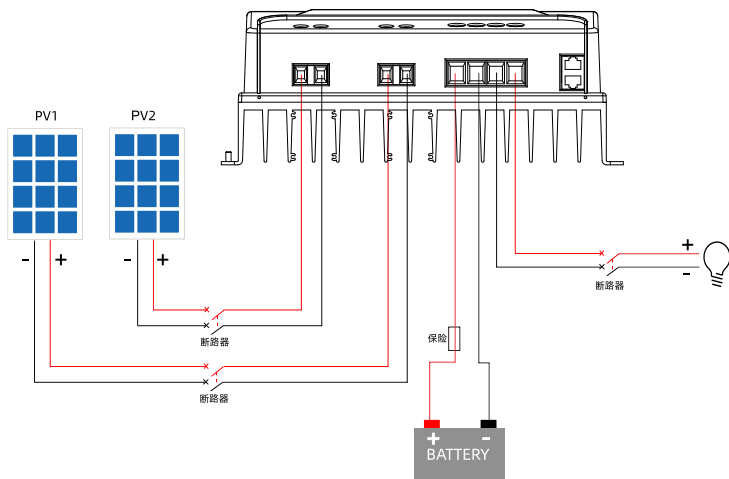 PV1
PV2
- +
- +
断路器
断路器
保险
+ -
BATTERY
+
-
断路器